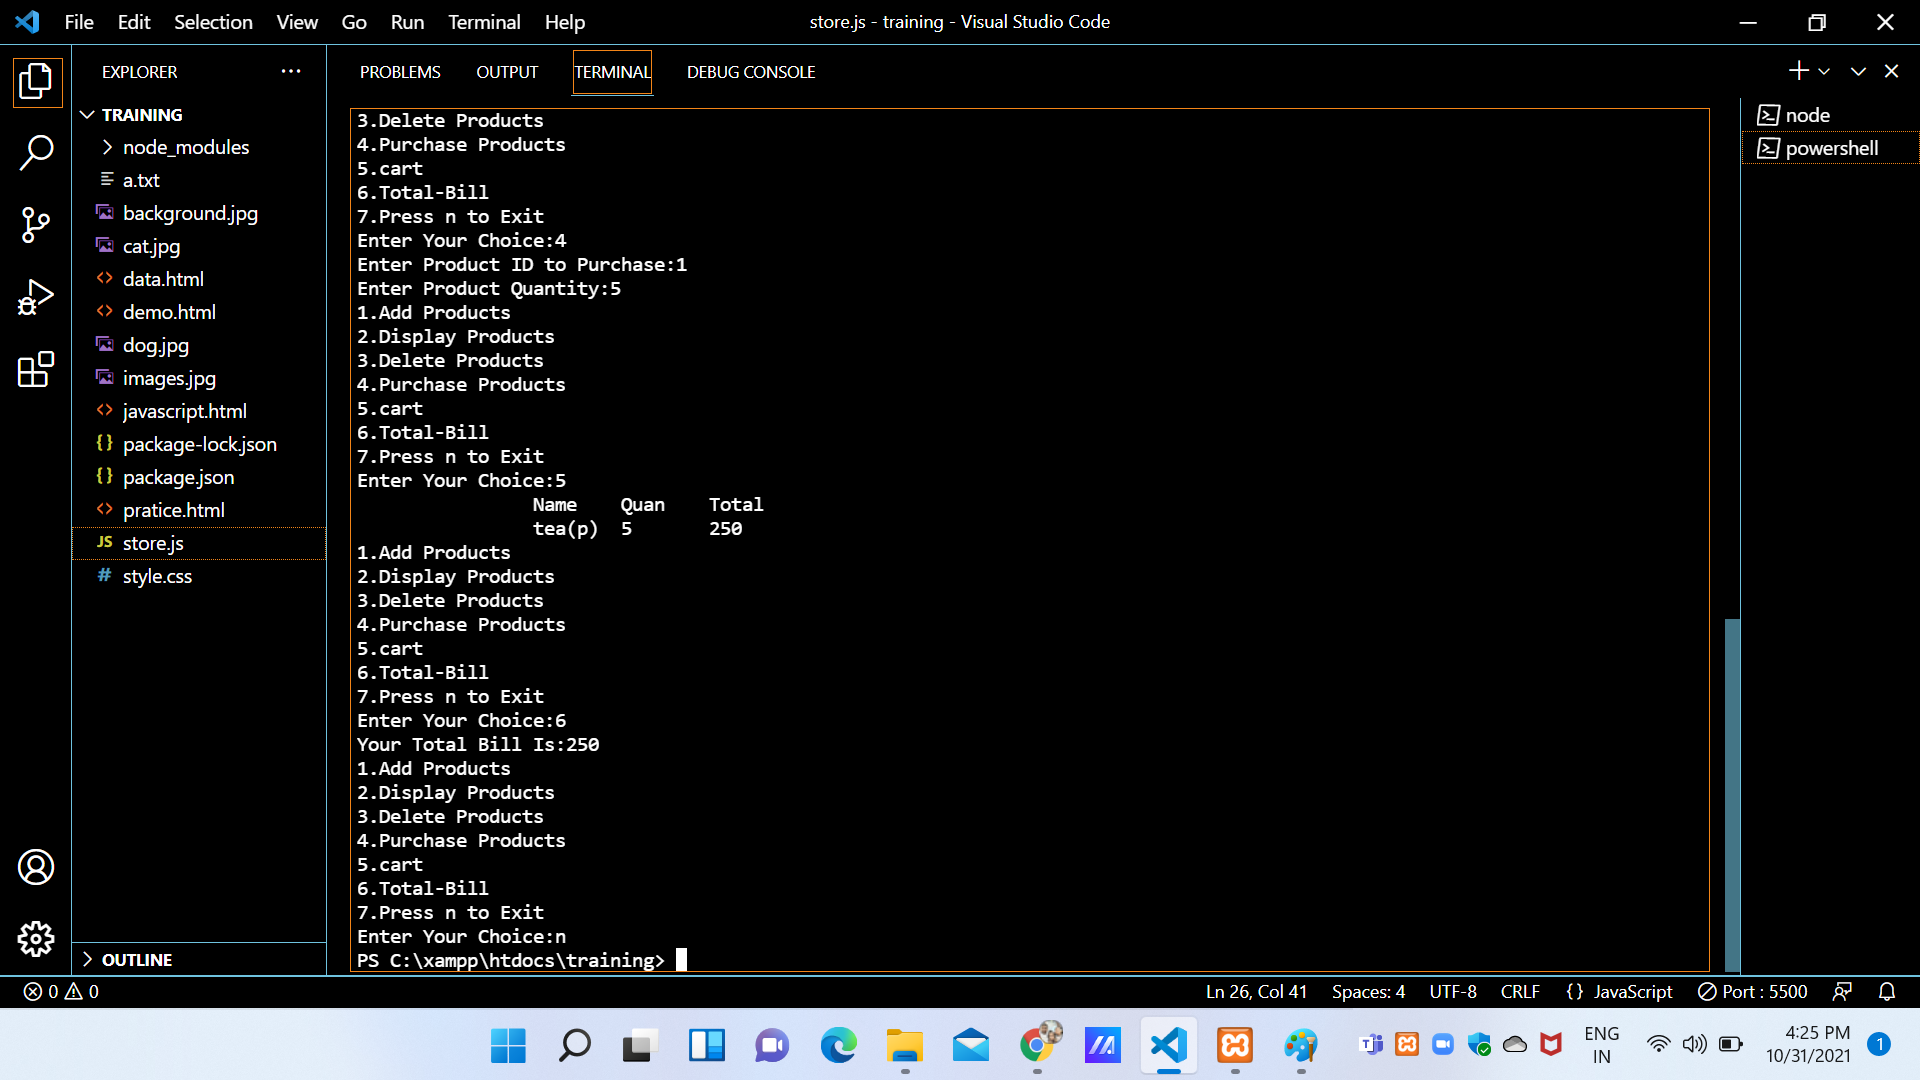 File Edit Selection View Go Run Terminal Help
store.js - training - Visual Studio Code
EXPLORER
TRAINING
node_modules
a.txt
background.jpg
cat.jpg
data.html
demo.html
dog.jpg
images.jpg
javascript.html
package-lock.json
package.json
pratice.html
JS store.js
# style.css
OUTLINE
PROBLEMS OUTPUT TERMINAL DEBUG CONSOLE
3.Delete Products
4.Purchase Products
5.cart
6.Total-Bill
7.Press n to Exit
Enter Your Choice:4
Enter Product ID to Purchase:1
Enter Product Quantity:5
1.Add Products
2.Display Products
3.Delete Products
4.Purchase Products
5.cart
6.Total-Bill
7.Press n to Exit
Enter Your Choice:5
Name Quan Total
tea(p) 5 250
1.Add Products
2.Display Products
3.Delete Products
4.Purchase Products
5.cart
6.Total-Bill
7.Press n to Exit
Enter Your Choice:6
Your Total Bill Is:250
1.Add Products
2.Display Products
3.Delete Products
4.Purchase Products
5.cart
6.Total-Bill
7.Press n to Exit
Enter Your Choice:n
PS C:\xampp\htdocs\training>
node
powershell
0 0
Ln 26, Col 41 Spaces: 4 UTF-8 CRLF {} JavaScript Port : 5500
ENG
IN
4:25 PM
10/31/2021
1